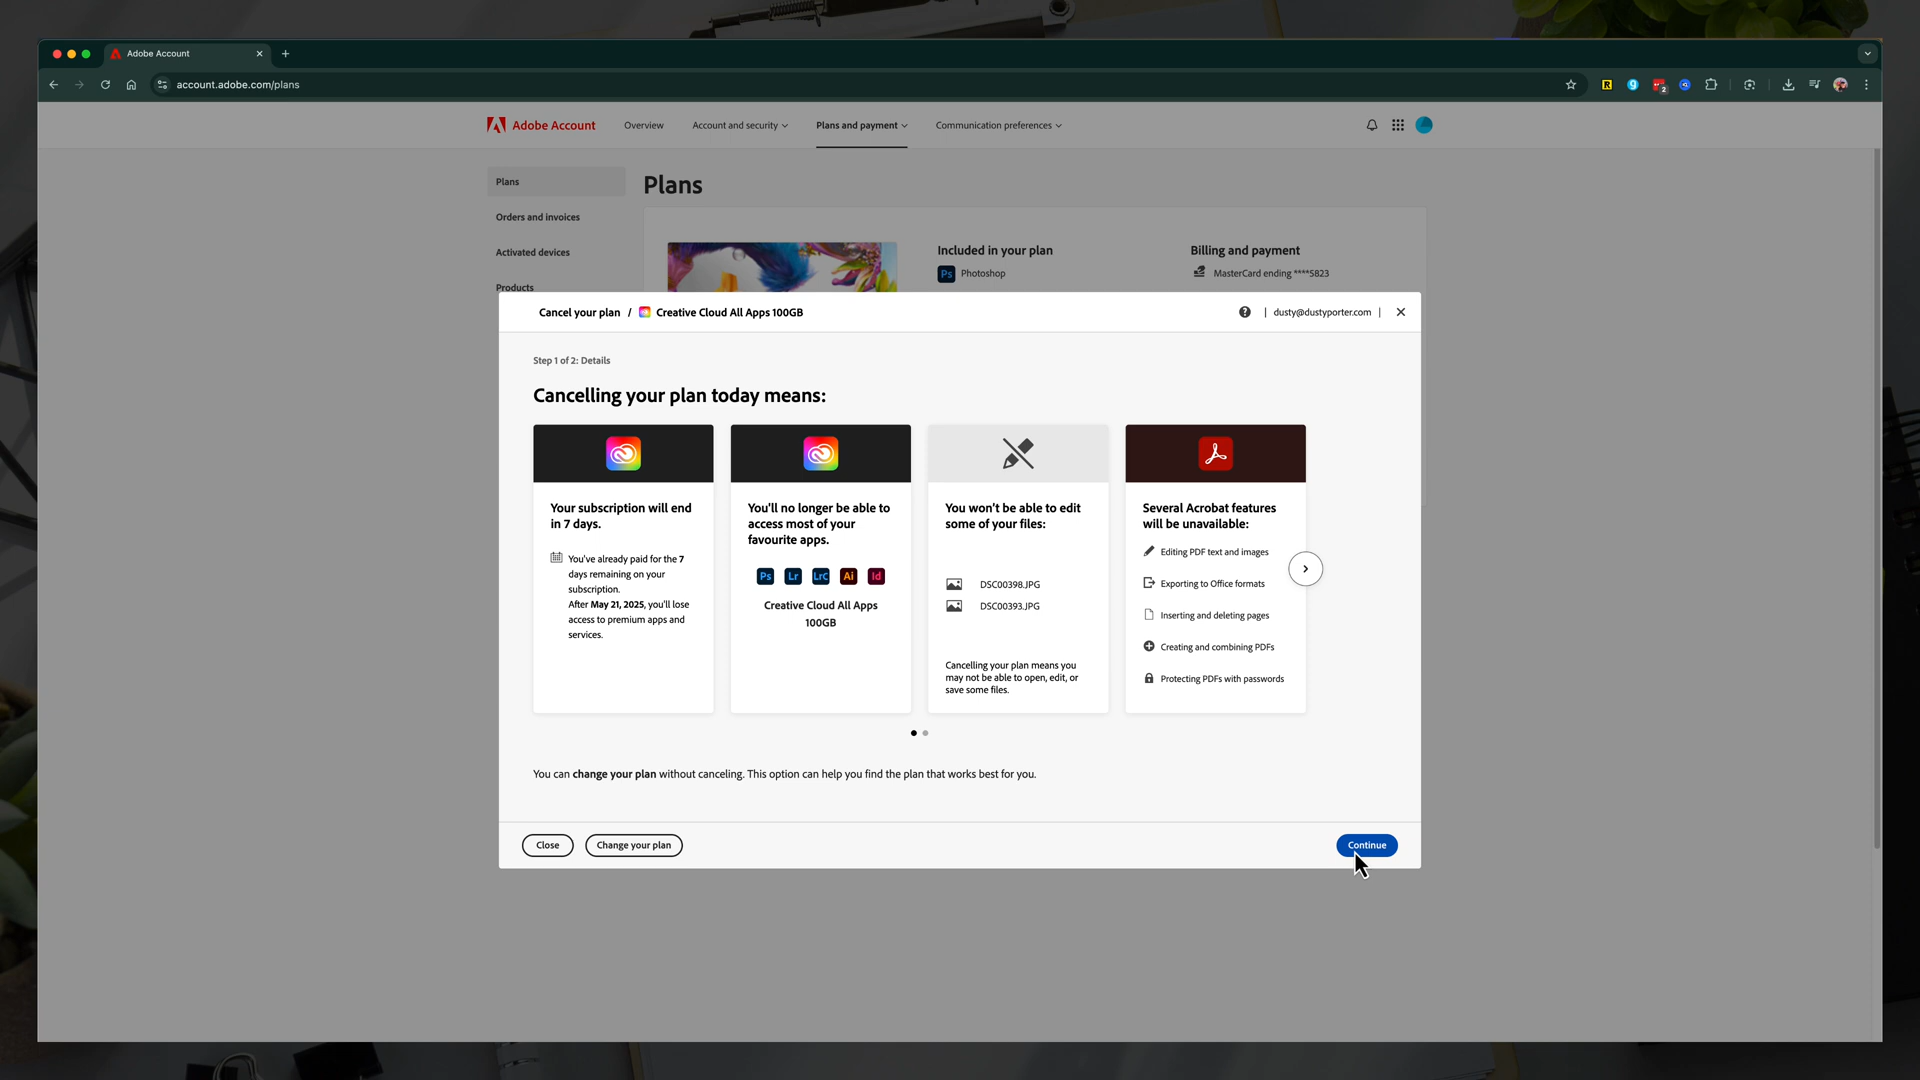 Adobe Account
account.adobe.com/plans
2
Adobe Account
Overview
Account and security
Plans and payment
Communication preferences
Plans
Orders and invoices
Activated devices
Products
Plans
Included in your plan
Ps Photoshop
Billing and payment
MasterCard ending ****5823
Cancel your plan / Creative Cloud All Apps 100GB
? | dusty@dustyporter.com |
Step 1 of 2: Details
Cancelling your plan today means:
Your subscription will end
in 7 days.
You've already paid for the 7
days remaining on your
subscription.
After May 21, 2025, you'll lose
access to premium apps and
services.
You'll no longer be able to
access most of your
favourite apps.
Ps Lr LrC Ai Id
Creative Cloud All Apps
100GB
You won't be able to edit
some of your files:
DSC00398.JPG
DSC00393.JPG
Cancelling your plan means you
may not be able to open, edit, or
save some files.
Several Acrobat features
will be unavailable:
Editing PDF text and images
Exporting to Office formats
Inserting and deleting pages
Creating and combining PDFs
Protecting PDFs with passwords
You can change your plan without canceling. This option can help you find the plan that works best for you.
Close
Change your plan
Continue